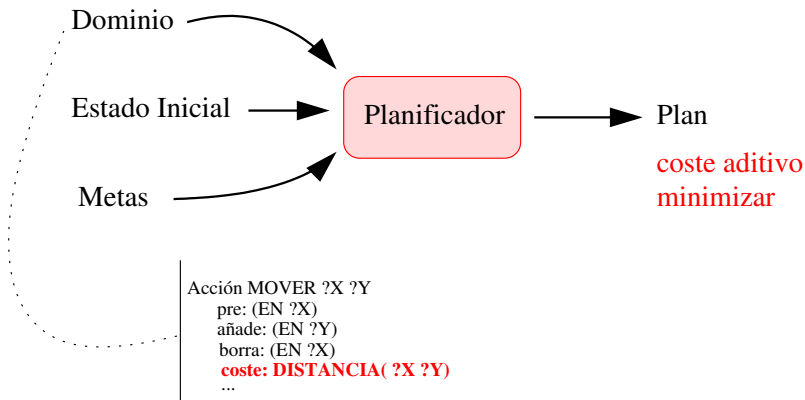 Dominio
Estado Inicial
Planificador
Plan
Metas
coste aditivo
minimizar
Acción MOVER ?X ?Y
pre: (EN ?X)
añade: (EN ?Y)
borra: (EN ?X)
coste: DISTANCIA( ?X ?Y)
...